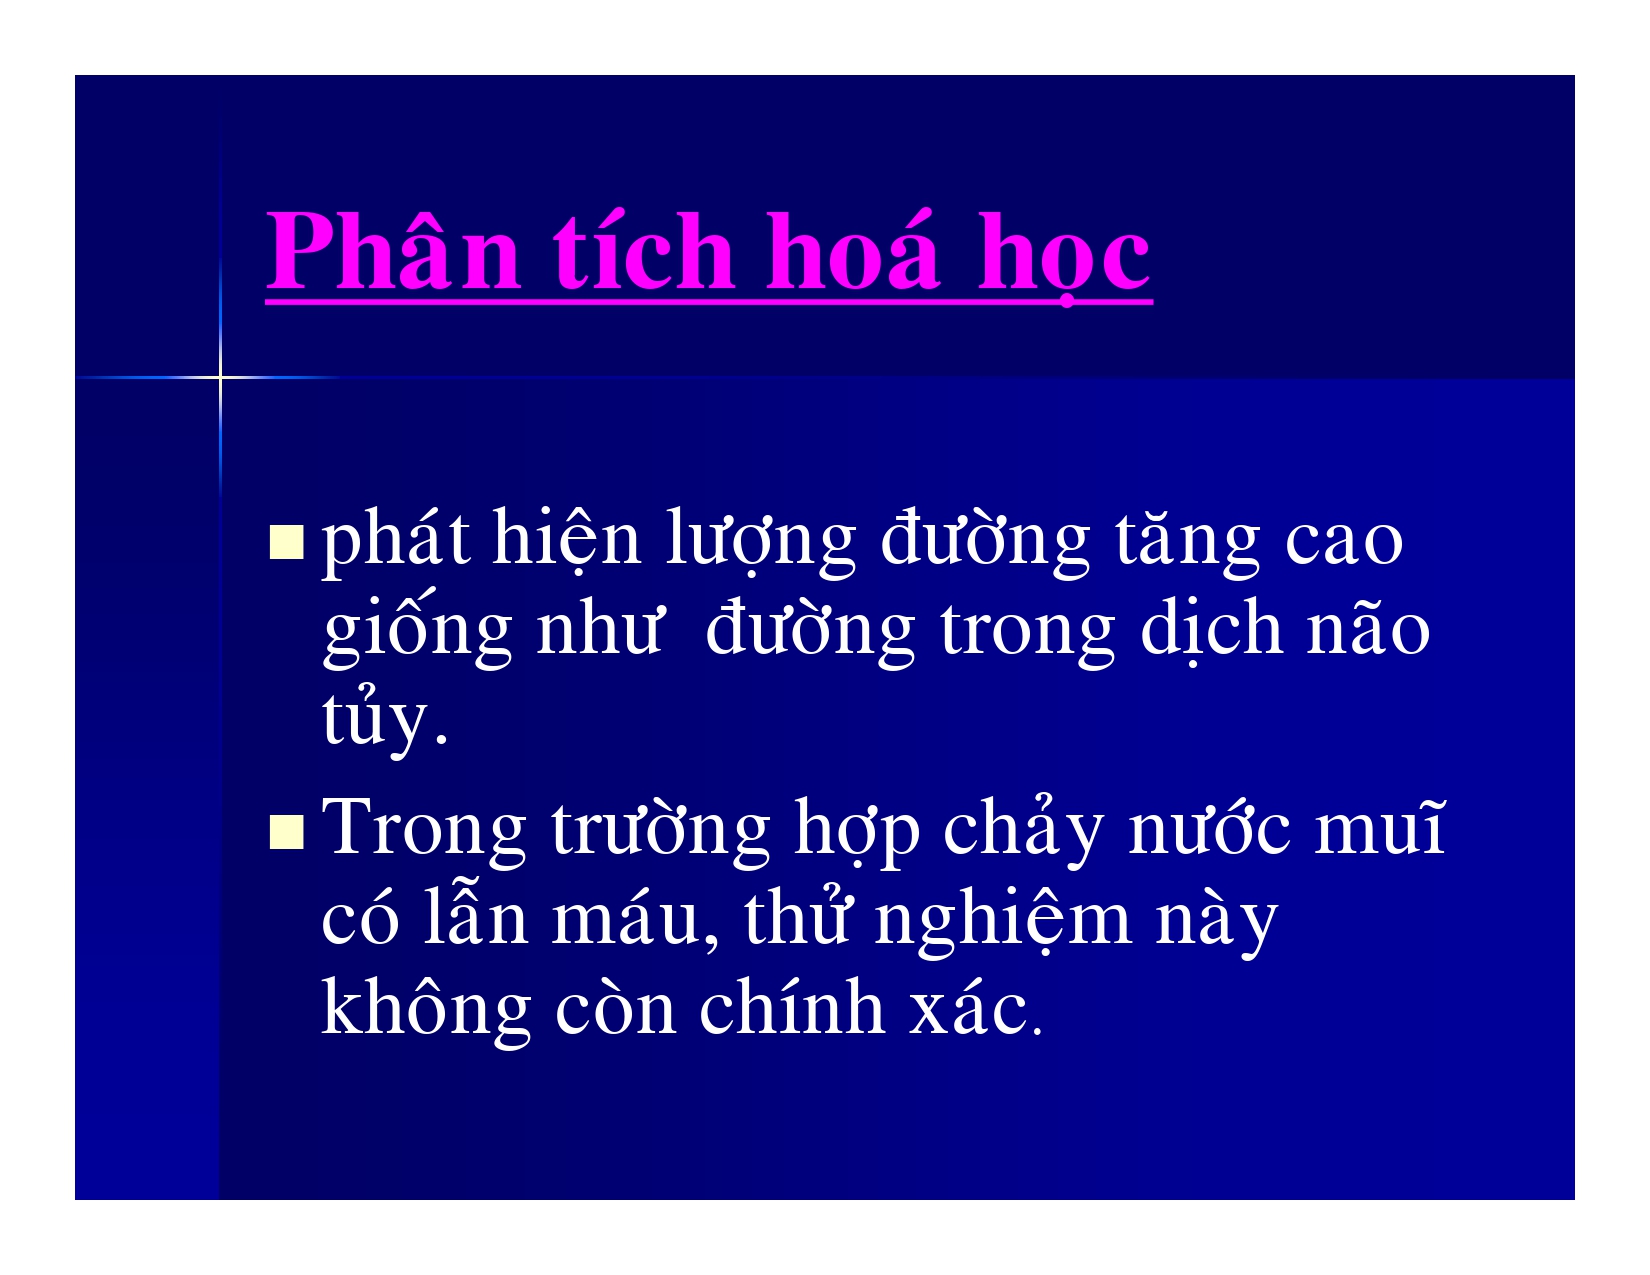 Phân tích hoá học
phát hiện lượng đường tăng cao
giống như đường trong dịch não
tủy.
Trong trường hợp chảy nước muĩ
có lẫn máu, thử nghiệm này
không còn chính xác.